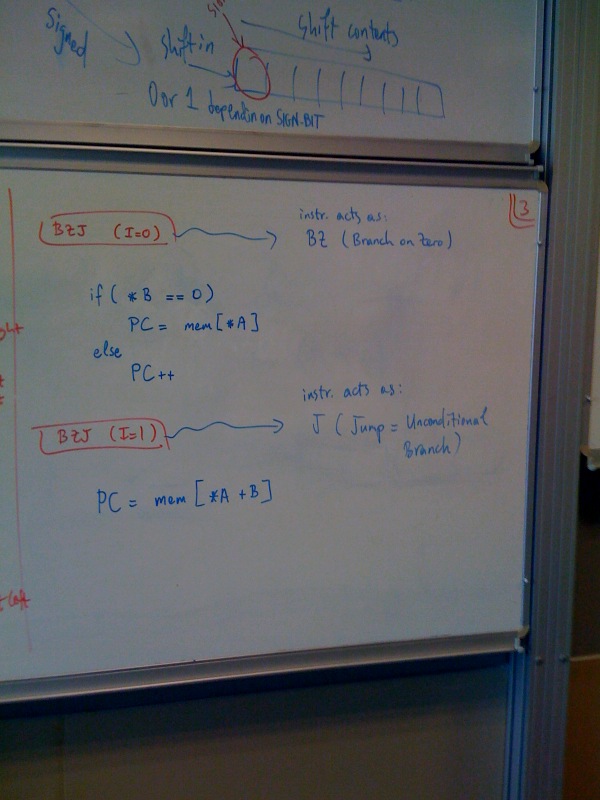 Signed
Shift in
Shift contents
0 or 1 dependin on SIGN-BIT
3
BZJ (I=0)
instr. acts as:
BZ (Branch on Zero)
if ( *B == 0)
PC = mem[*A]
else
PC++
BZJ (I=1)
instr. acts as:
J ( Jump = Unconditional
Branch)
PC = mem [*A + B]